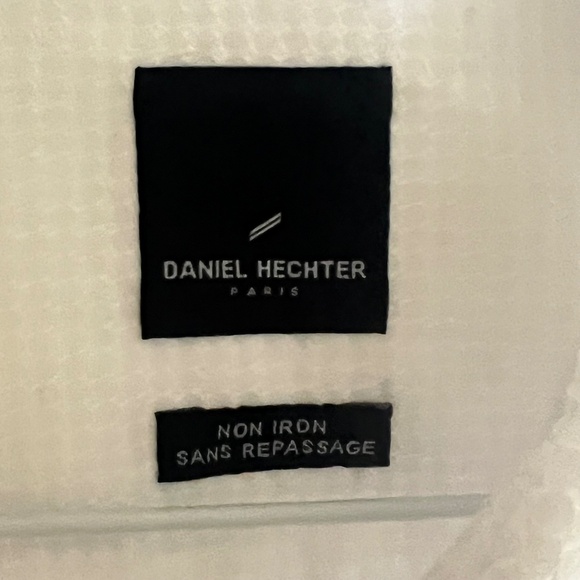 DANIEL HECHTER
PARIS
NON IRON
SANS REPASSAGE